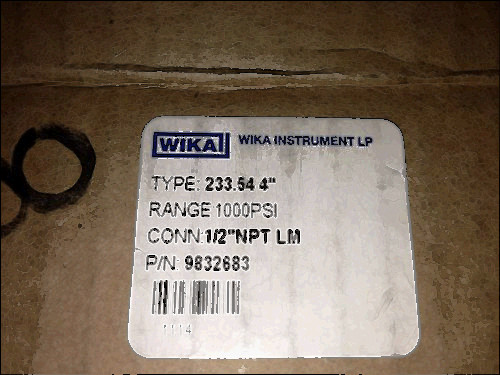 WIKA WIKA INSTRUMENT LP
TYPE: 233.54 4"
RANGE 1000PSI
CONN: 1/2"NPT LM
P/N: 9832683
1114